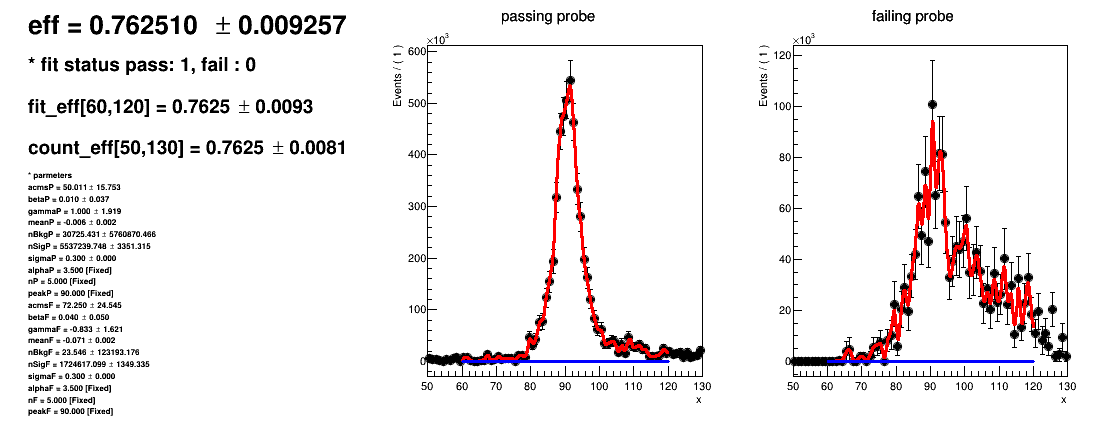 eff = 0.762510 ± 0.009257
* fit status pass: 1, fail : 0
fit_eff[60,120] = 0.7625 ± 0.0093
count_eff[50,130] = 0.7625 ± 0.0081
* parmeters
acmsP = 50.011 ± 15.753
betaP = 0.010 ± 0.037
gammaP = 1.000 ± 1.919
meanP = -0.006 ± 0.002
nBkgP = 30725.431 ± 5760870.466
nSigP = 5537239.748 ± 3351.315
sigmaP = 0.300 ± 0.000
alphaP = 3.500 [Fixed]
nP = 5.000 [Fixed]
peakP = 90.000 [Fixed]
acmsF = 72.250 ± 24.545
betaF = 0.040 ± 0.050
gammaF = -0.833 ± 1.621
meanF = -0.071 ± 0.002
nBkgF = 23.546 ± 123193.176
nSigF = 1724617.099 ± 1349.335
sigmaF = 0.300 ± 0.000
alphaF = 3.500 [Fixed]
nF = 5.000 [Fixed]
peakF = 90.000 [Fixed]
passing probe
×10³
Events / ( 1 )
600
500
400
300
200
100
0
50 60 70 80 90 100 110 120 130
x
failing probe
×10³
Events / ( 1 )
120
100
80
60
40
20
0
50 60 70 80 90 100 110 120 130
x